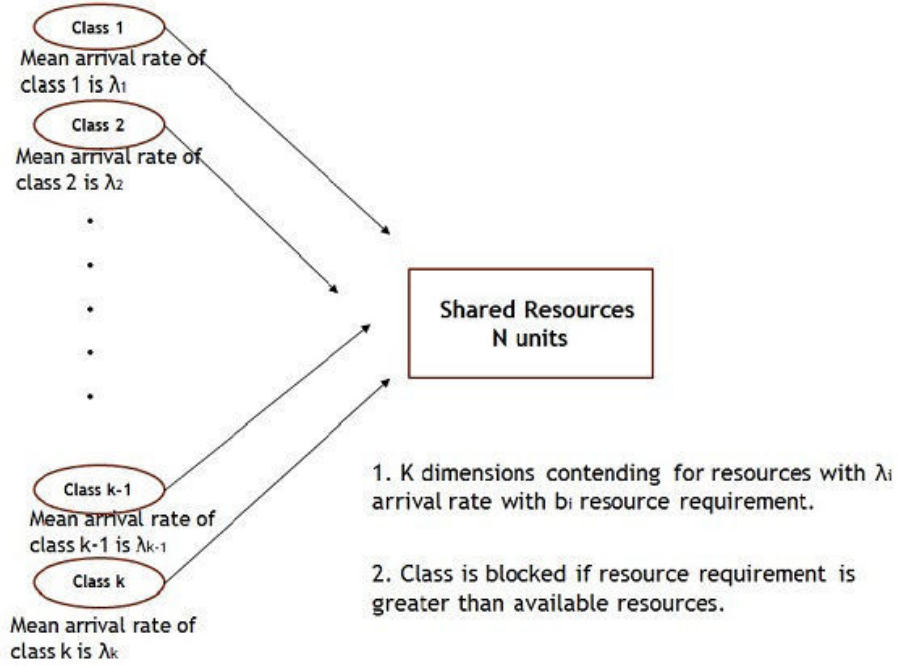 Class 1
Mean arrival rate of
class 1 is λ1
Class 2
Mean arrival rate of
class 2 is λ2
Shared Resources
N units
Class k-1
Mean arrival rate of
class k-1 is λk-1
Class k
Mean arrival rate of
class k is λk
1. K dimensions contending for resources with λi
arrival rate with bi resource requirement.
2. Class is blocked if resource requirement is
greater than available resources.